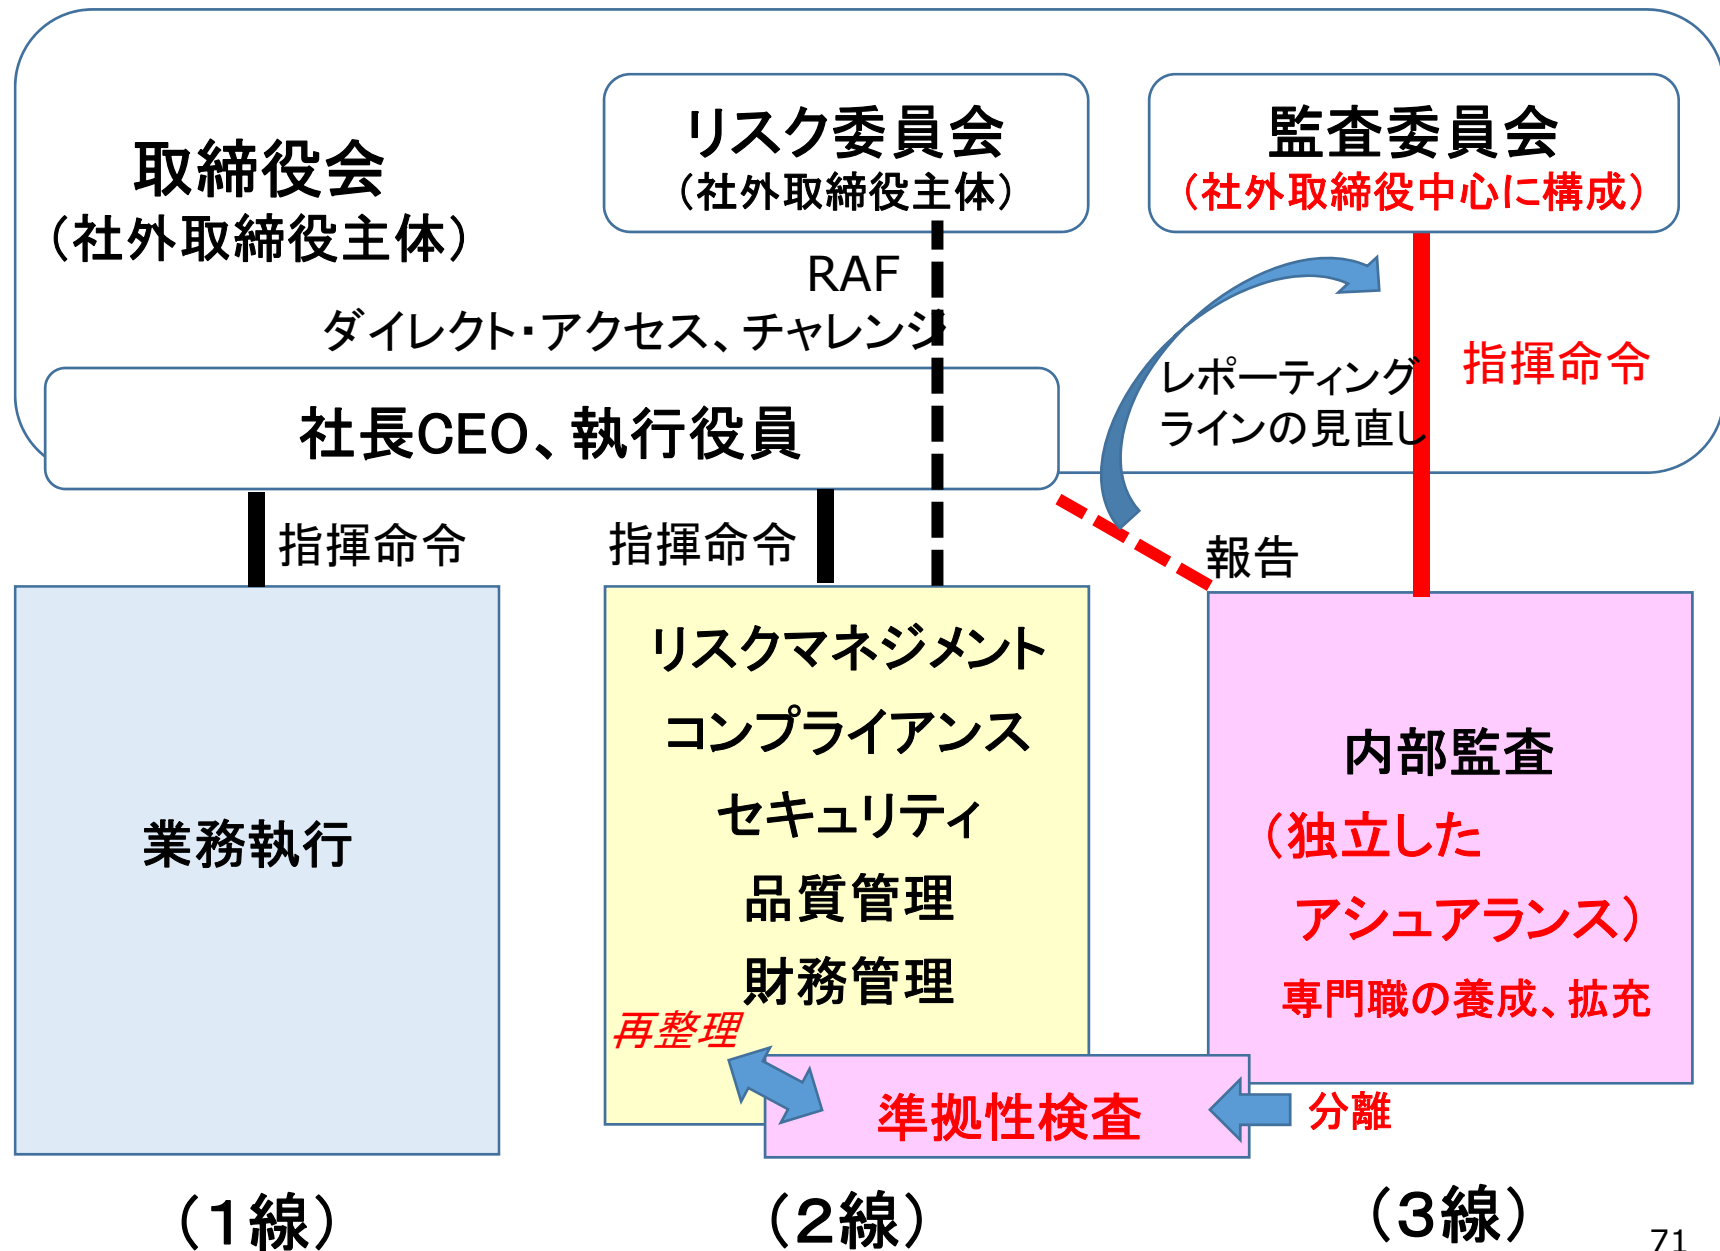 取締役会
（社外取締役主体）
リスク委員会
（社外取締役主体）
監査委員会
（社外取締役中心に構成）
RAF
ダイレクト・アクセス、チャレンジ
レポーティング
ラインの見直し
指揮命令
社長CEO、執行役員
指揮命令
指揮命令
報告
業務執行
リスクマネジメント
コンプライアンス
セキュリティ
品質管理
財務管理
再整理
内部監査
（独立した
アシュアランス）
専門職の養成、拡充
準拠性検査
分離
（１線）
（２線）
（３線）
71